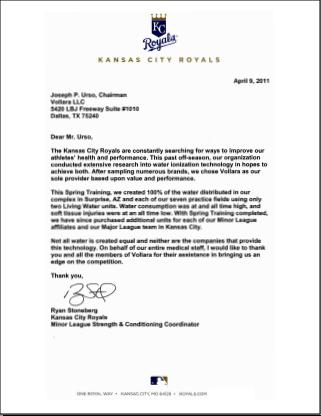 KC
Royals
KANSAS CITY ROYALS
April 9, 2011
Joseph P. Urso, Chairman
Vollara LLC
5420 LBJ Freeway Suite #1010
Dallas, TX 75240
Dear Mr. Urso,
The Kansas City Royals are constantly searching for ways to improve our
athletes' health and performance. This past off-season, our organization
conducted extensive research into water ionization technology in hopes to
achieve both. After sampling numerous brands, we chose Vollara as our
sole provider based upon value and performance.
This Spring Training, we created 100% of the water distributed in our
complex in Surprise, AZ and each of our seven practice fields using only
two Living Water units. Water consumption was at and all time high, and
soft tissue injuries were at an all time low. With Spring Training completed,
we have since purchased additional units for each of our Minor League
affiliates and our Major League team in Kansas City.
Not all water is created equal and neither are the companies that provide
this technology. On behalf of our entire medical staff, I would like to thank
you and all the members of Vollara for their assistance in bringing us an
edge on the competition.
Thank you,
Ryan Stoneberg
Kansas City Royals
Minor League Strength & Conditioning Coordinator
ONE ROYAL WAY • KANSAS CITY, MO 64129 • ROYALS.COM